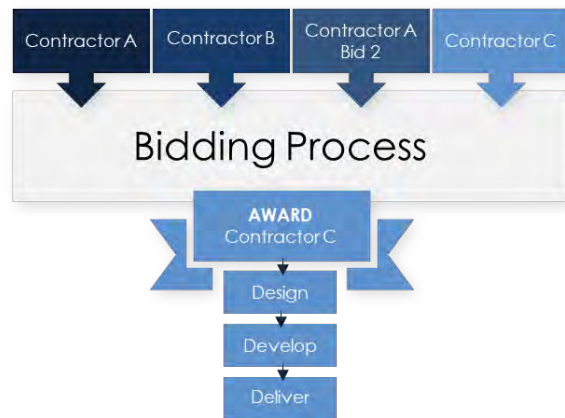 Contractor A
Contractor B
Contractor A
Bid 2
Contractor C
Bidding Process
AWARD
Contractor C
Design
Develop
Deliver